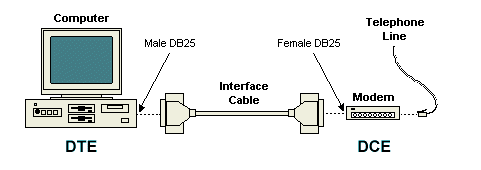 Computer
Male DB25
Interface
Cable
Female DB25
Telephone
Line
Modem
DTE
DCE